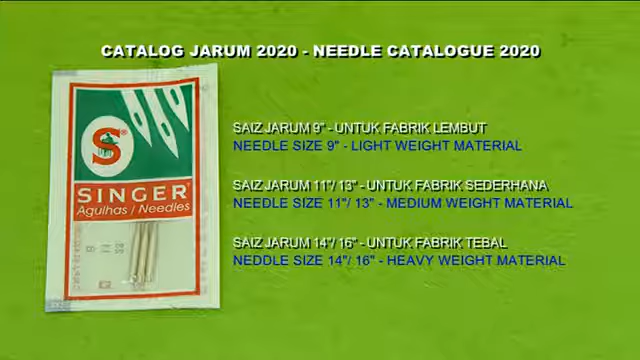 CATALOG JARUM 2020 - NEEDLE CATALOGUE 2020
S
SINGER®
Agulhas / Needles
SAIZ JARUM 9" - UNTUK FABRIK LEMBUT
NEEDLE SIZE 9" - LIGHT WEIGHT MATERIAL
SAIZ JARUM 11"/ 13" - UNTUK FABRIK SEDERHANA
NEEDLE SIZE 11"/ 13" - MEDIUM WEIGHT MATERIAL
SAIZ JARUM 14"/ 16" - UNTUK FABRIK TEBAL
NEDDLE SIZE 14"/ 16" - HEAVY WEIGHT MATERIAL